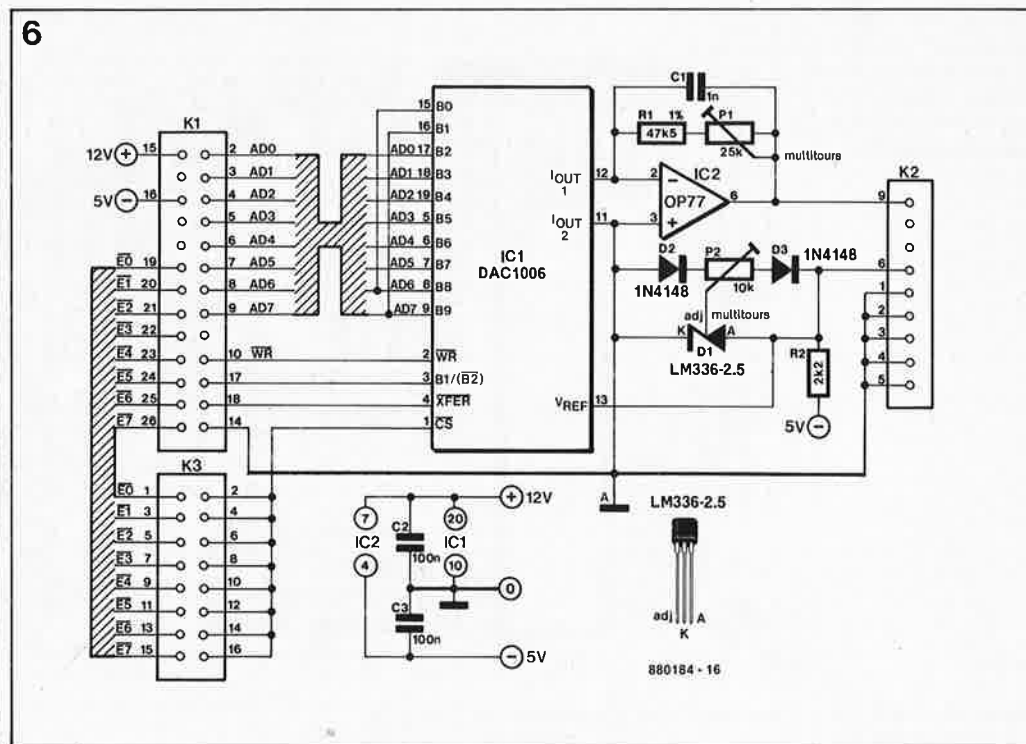 6
C1
1n
R1 1% P1
47k5
25k
multitours
K1
12V + 15 2 AD0
3 AD1
5V − 16 4 AD2
5 AD3
6 AD4
E0 19 7 AD5
E1 20 8 AD6
E2 21 9 AD7
E3 22
E4 23 10 WR
E5 24 17
E6 25 18
E7 26 14
15 B0
16 B1
AD0 17 B2
AD1 18 B3
AD2 19 B4
AD3 5 B5
AD4 6 B6
AD5 7 B7
AD6 8 B8
AD7 9 B9
2 WR
3 B1/(B2)
4 XFER
1 CS
IC1
DAC1006
IOUT 1 12
IOUT 2 11
VREF 13
IC2
2 −
OP77
3 +
6
D2
1N4148
P2
10k
D3
1N4148
adj multitours
K A
D1
LM336-2.5
R2
2k2
5V −
K2
9
6
1
2
3
4
5
K3
E0 1 2
E1 3 4
E2 5 6
E3 7 8
E4 9 10
E5 11 12
E6 13 14
E7 15 16
7
IC2
4
C2
100n
20
IC1
10
C3
100n
+ 12V
0
− 5V
A
LM336-2.5
adj K A
880184 - 16